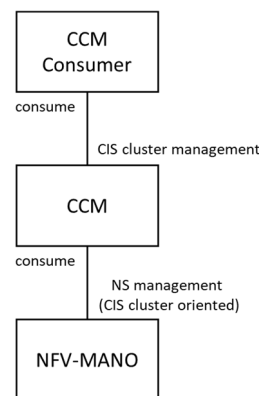 CCM
Consumer
consume
CIS cluster management
CCM
consume
NS management
(CIS cluster oriented)
NFV-MANO